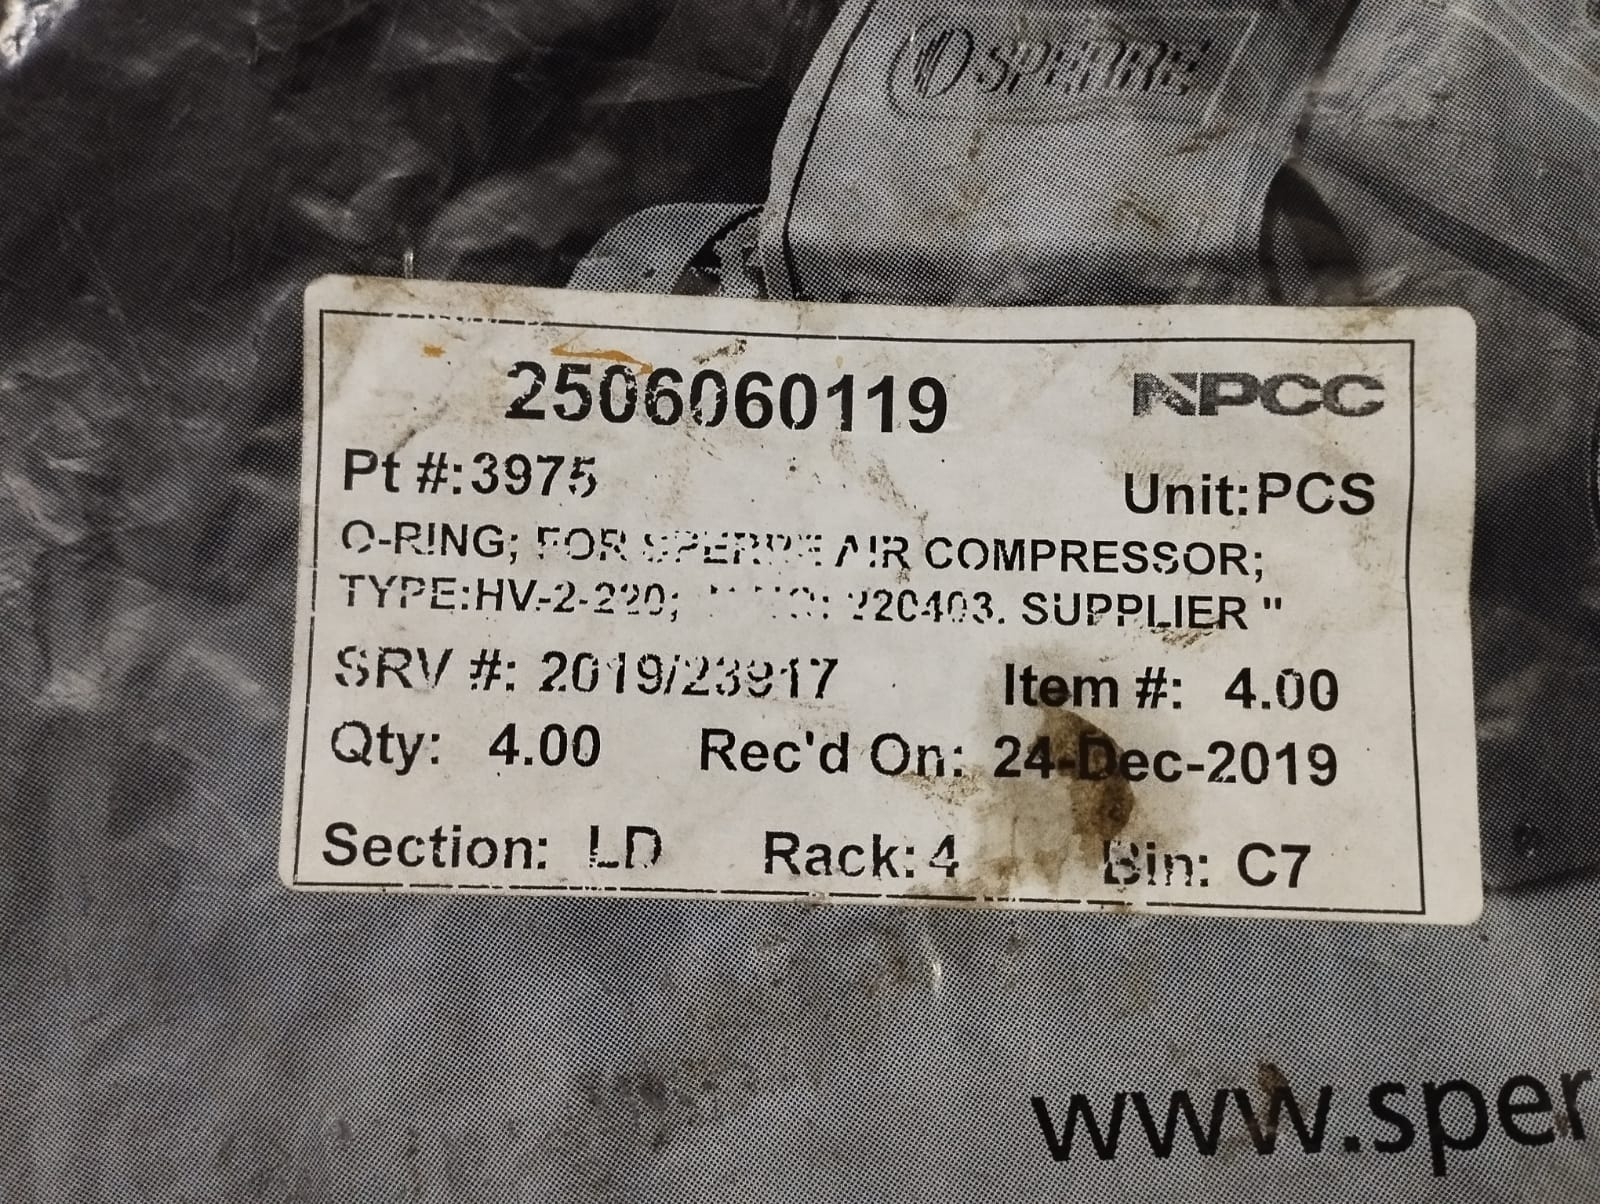 SPERRE
2506060119 NPCC
Pt #: 3975 Unit: PCS
O-RING; FOR SPERRE AIR COMPRESSOR;
TYPE:HV-2-220; SUPPLIER "
SRV #: 2019/23917 Item #: 4.00
Qty: 4.00 Rec'd On: 24-Dec-2019
Section: LD Rack: 4 Bin: C7
www.sper